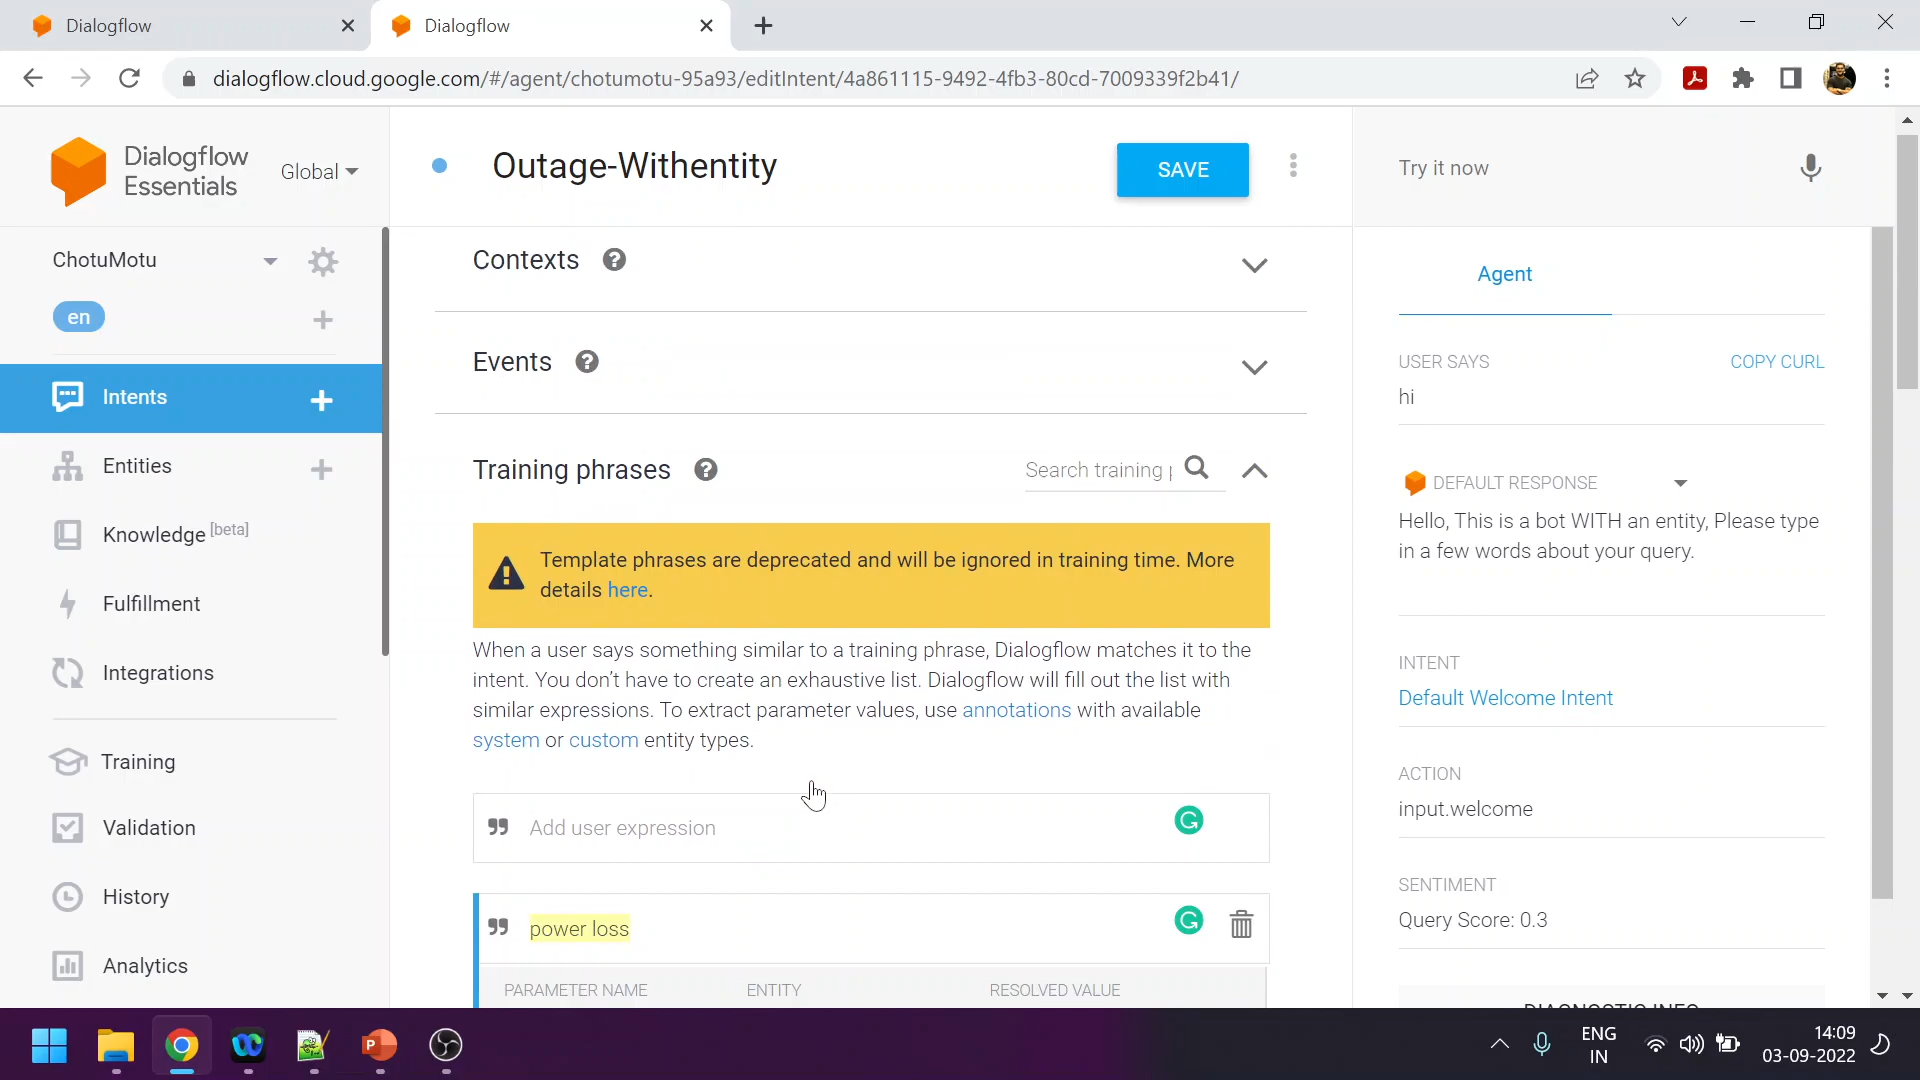 Dialogflow
Dialogflow
dialogflow.cloud.google.com/#/agent/chotumotu-95a93/editIntent/4a861115-9492-4fb3-80cd-7009339f2b41/
Dialogflow
Essentials
Global
ChotuMotu
en
Intents
Entities
Knowledge [beta]
Fulfillment
Integrations
Training
Validation
History
Analytics
Outage-Withentity
SAVE
Contexts
Events
Training phrases
Search training
Template phrases are deprecated and will be ignored in training time. More
details here.
When a user says something similar to a training phrase, Dialogflow matches it to the
intent. You don't have to create an exhaustive list. Dialogflow will fill out the list with
similar expressions. To extract parameter values, use annotations with available
system or custom entity types.
Add user expression
power loss
PARAMETER NAME ENTITY RESOLVED VALUE
Try it now
Agent
USER SAYS COPY CURL
hi
DEFAULT RESPONSE
Hello, This is a bot WITH an entity, Please type
in a few words about your query.
INTENT
Default Welcome Intent
ACTION
input.welcome
SENTIMENT
Query Score: 0.3
DIAGNOSTIC INFO
ENG
IN
14:09
03-09-2022